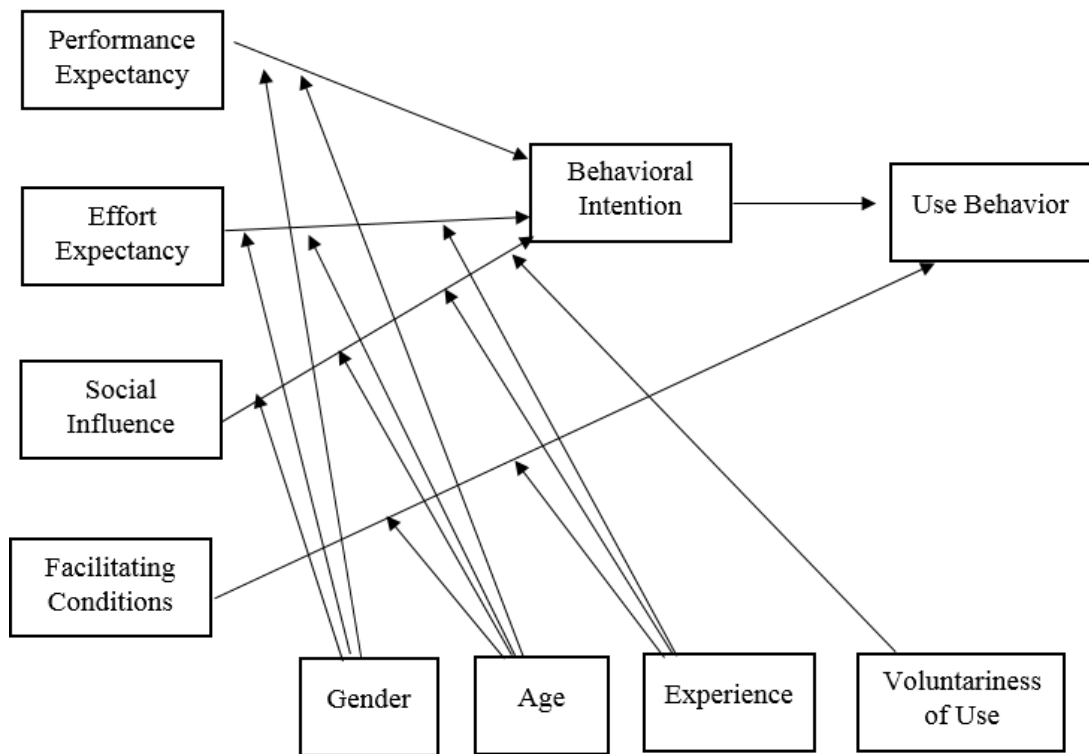 Performance
Expectancy
Behavioral
Intention
Use Behavior
Effort
Expectancy
Social
Influence
Facilitating
Conditions
Gender
Age
Experience
Voluntariness
of Use